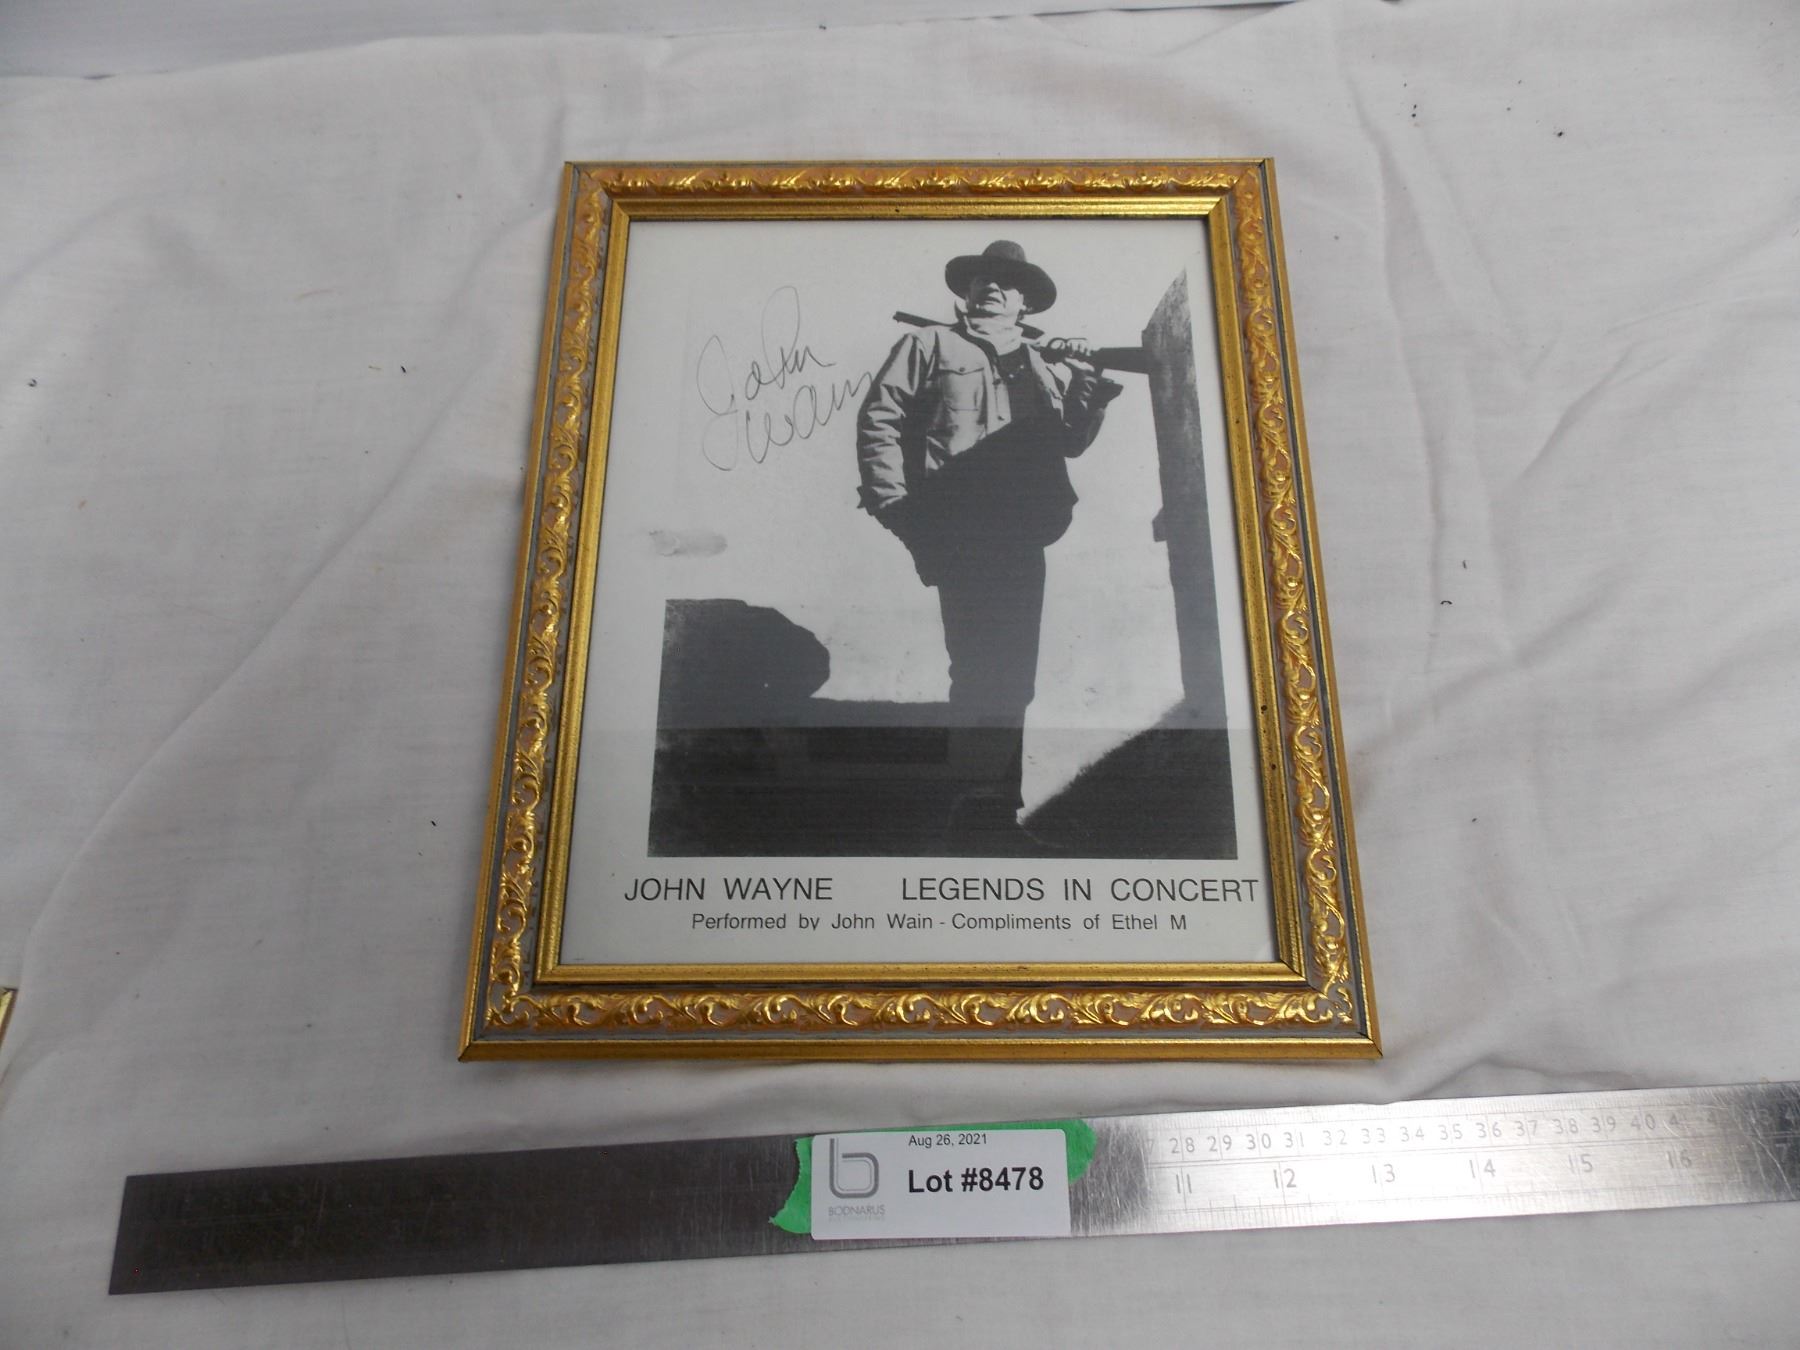 John
Wain
JOHN WAYNE LEGENDS IN CONCERT
Performed by John Wain - Compliments of Ethel M
Aug 26, 2021
Lot #8478
BODNARUS
28 29 30 31 32 33 34 35 36 37 38 39 40
11 12 13 14 15 16